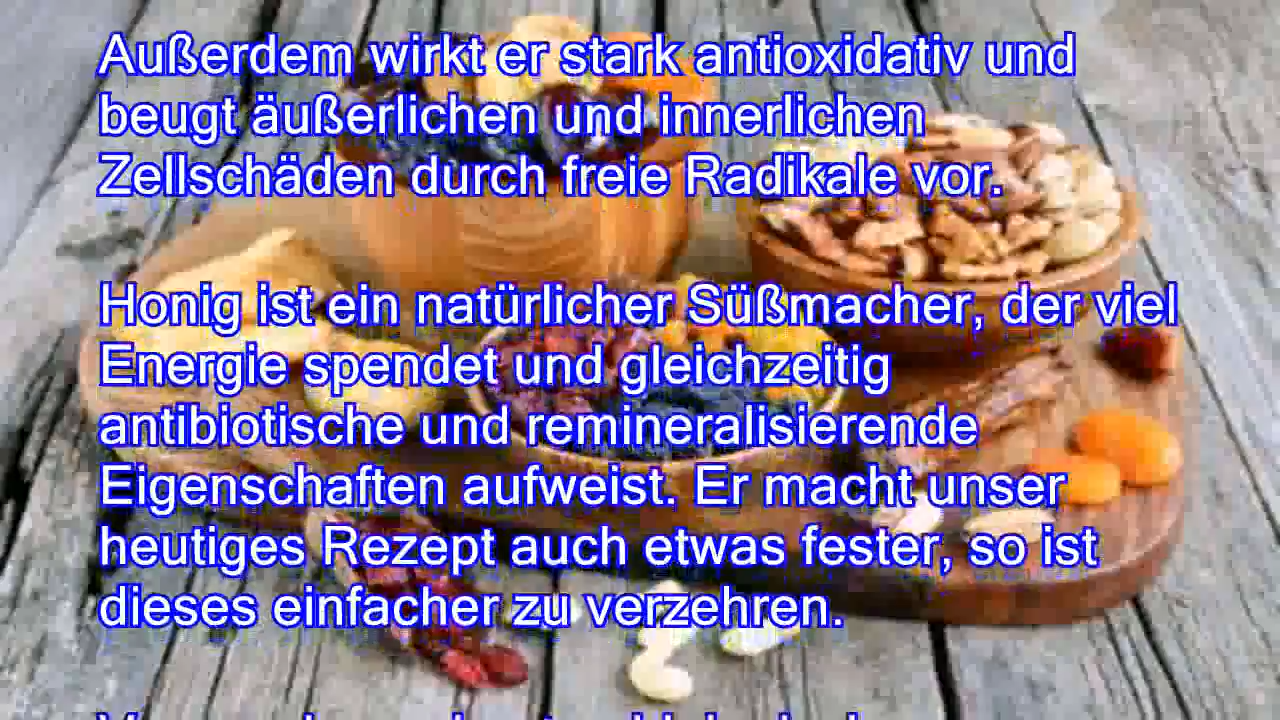 Außerdem wirkt er stark antioxidativ und
beugt äußerlichen und innerlichen
Zellschäden durch freie Radikale vor.
Honig ist ein natürlicher Süßmacher, der viel
Energie spendet und gleichzeitig
antibiotische und remineralisierende
Eigenschaften aufweist. Er macht unser
heutiges Rezept auch etwas fester, so ist
dieses einfacher zu verzehren.